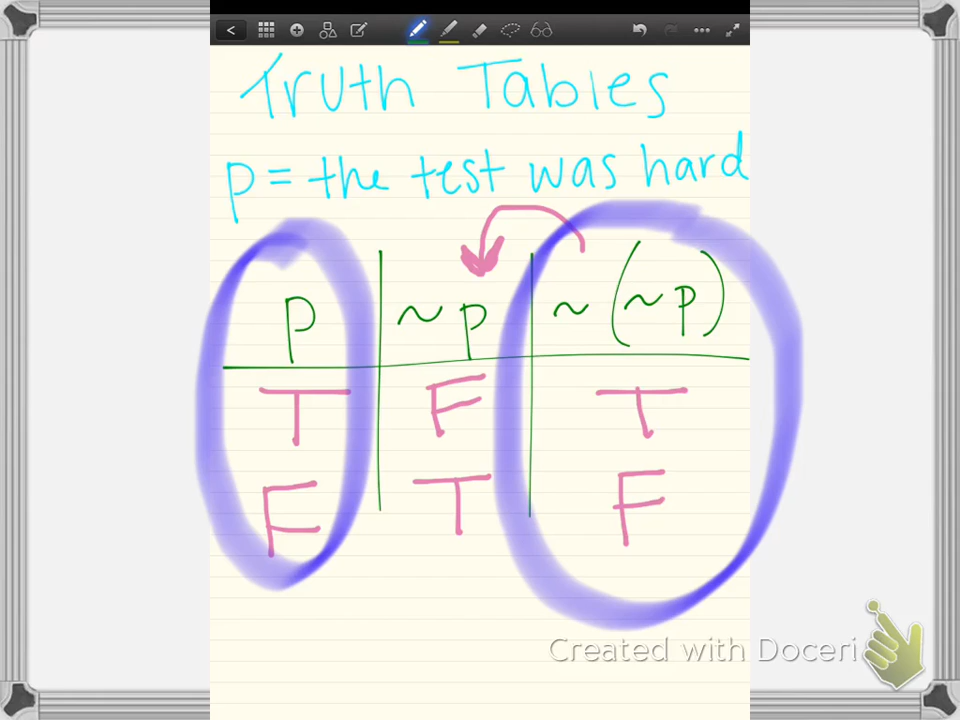 Truth Tables
p = the test was hard
p ~p ~(~p)
T F T
F T F
Created with Doceri